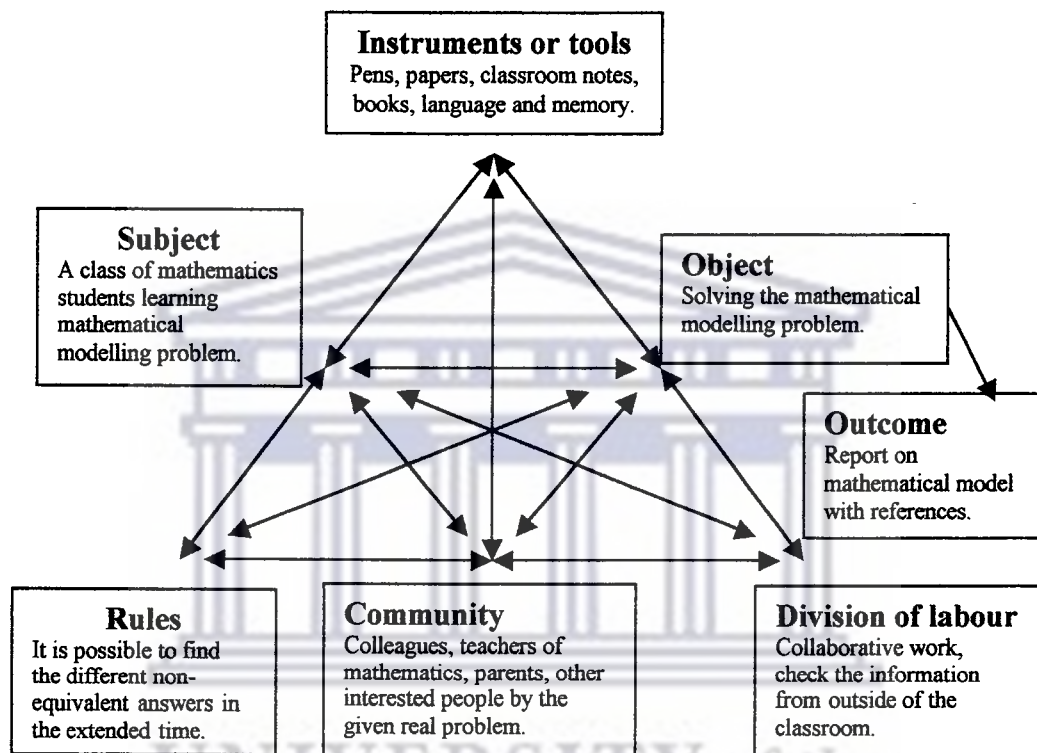 Instruments or tools
Pens, papers, classroom notes,
books, language and memory.
Subject
A class of mathematics
students learning
mathematical
modelling problem.
Object
Solving the mathematical
modelling problem.
Outcome
Report on
mathematical model
with references.
Rules
It is possible to find
the different non-
equivalent answers in
the extended time.
Community
Colleagues, teachers of
mathematics, parents, other
interested people by the
given real problem.
Division of labour
Collaborative work,
check the information
from outside of the
classroom.